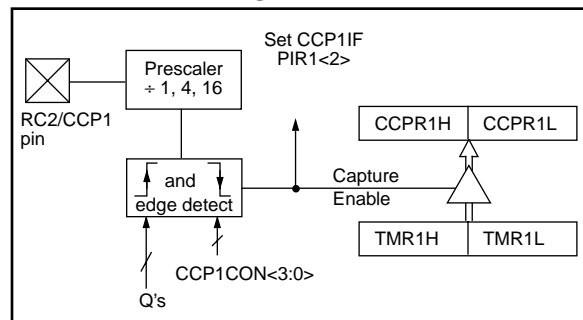 Set CCP1IF
PIR1<2>
Prescaler
÷ 1, 4, 16
RC2/CCP1
pin
CCPR1H
CCPR1L
and
edge detect
Capture
Enable
TMR1H
TMR1L
CCP1CON<3:0>
Q's